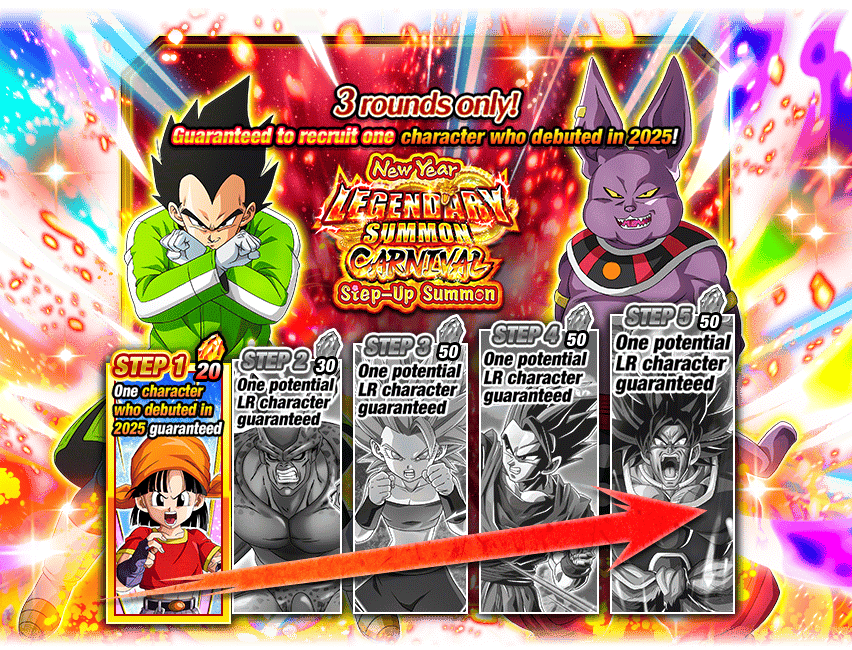 3 rounds only!
Guaranteed to recruit one character who debuted in 2025!
New Year
LEGENDARY
SUMMON
CARNIVAL
Step-Up Summon
STEP 1
20
One character
who debuted in
2025 guaranteed
STEP 2
30
One potential
LR character
guaranteed
STEP 3
50
One potential
LR character
guaranteed
STEP 4
50
One potential
LR character
guaranteed
STEP 5
50
One potential
LR character
guaranteed